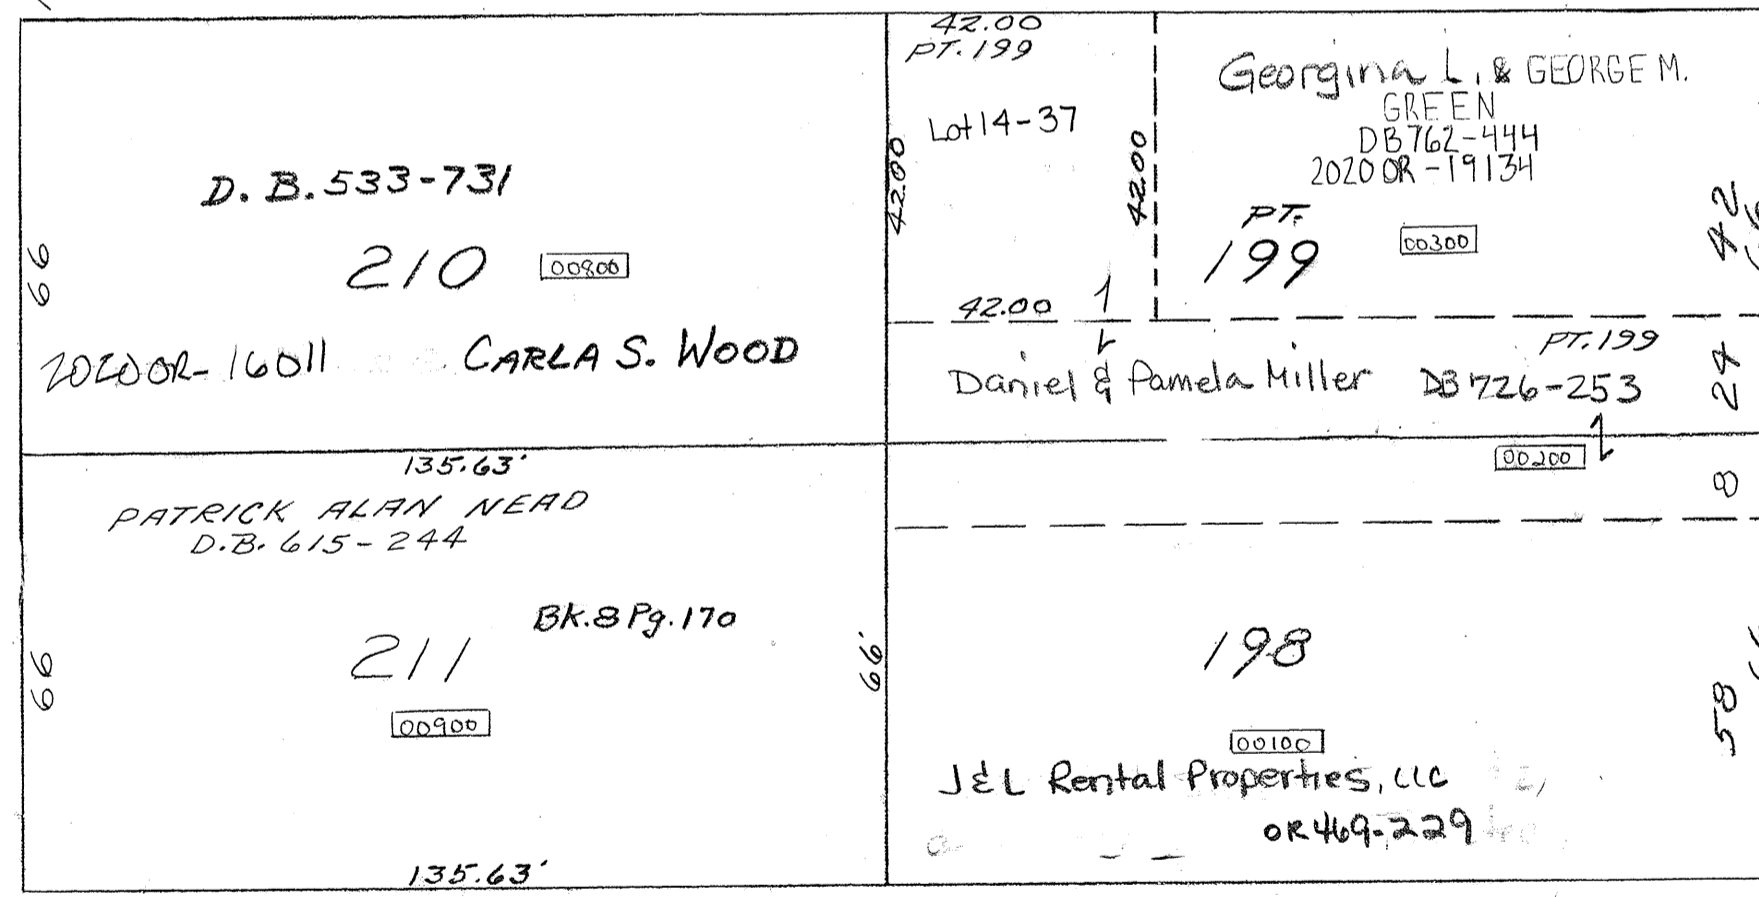 D. B. 533-731
210
00800
2020 OR-16011
CARLA S. WOOD
66
135.63'
PATRICK ALAN NEAD
D.B. 615-244
BK. 8 Pg. 170
211
00900
66
66'
135.63'
42.00
PT. 199
Lot 14-37
42.00
42.00
42.00
Georgina L. & GEORGE M.
GREEN
DB 762-444
2020 OR-19134
PT.
199
00300
42
PT. 199
Daniel & Pamela Miller DB 726-253
24
00200
8
198
00100
J & L Rental Properties, LLC
OR 469-229
58